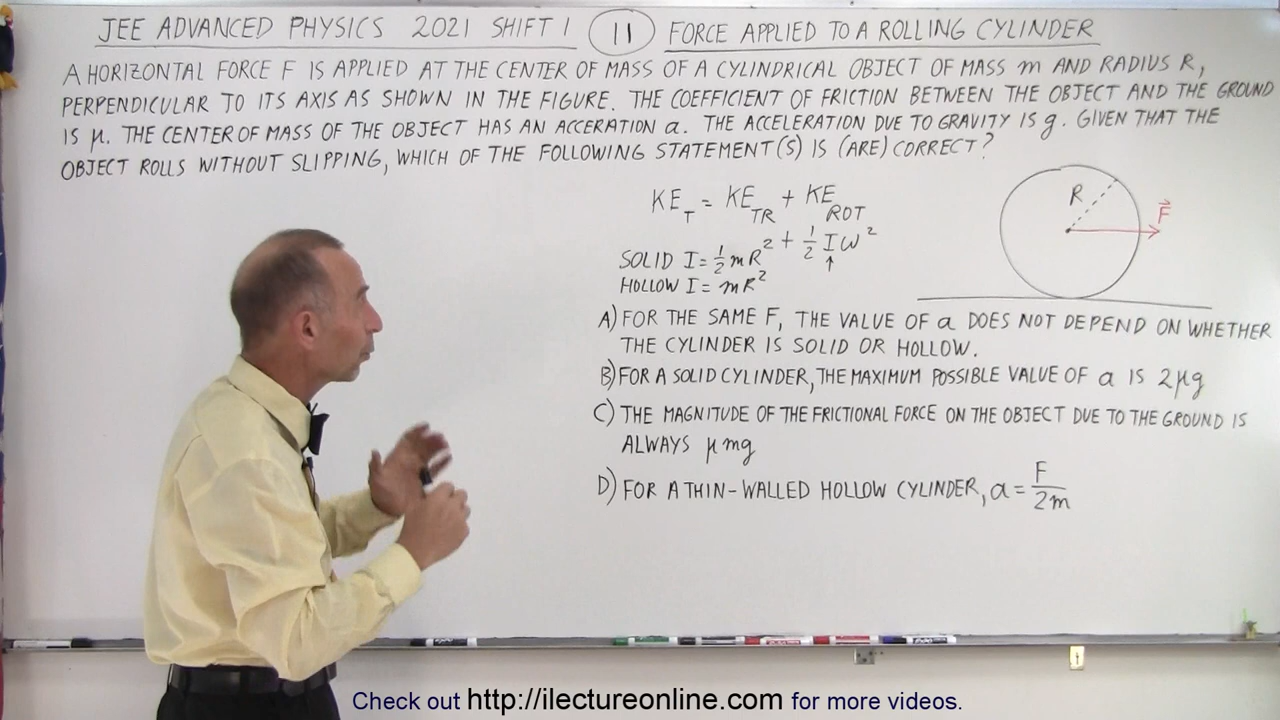 JEE ADVANCED PHYSICS 2021 SHIFT 1 11 FORCE APPLIED TO A ROLLING CYLINDER
A HORIZONTAL FORCE F IS APPLIED AT THE CENTER OF MASS OF A CYLINDRICAL OBJECT OF MASS m AND RADIUS R,
PERPENDICULAR TO ITS AXIS AS SHOWN IN THE FIGURE. THE COEFFICIENT OF FRICTION BETWEEN THE OBJECT AND THE GROUND
IS μ. THE CENTER OF MASS OF THE OBJECT HAS AN ACCERATION a. THE ACCELERATION DUE TO GRAVITY IS g. GIVEN THAT THE
OBJECT ROLLS WITHOUT SLIPPING, WHICH OF THE FOLLOWING STATEMENT(S) IS (ARE) CORRECT?
KE_T = KE_TR + KE_ROT
R
F⃗
+ ½ I ω²
SOLID I = ½ mR²
↑
HOLLOW I = mR²
A) FOR THE SAME F, THE VALUE OF a DOES NOT DEPEND ON WHETHER
THE CYLINDER IS SOLID OR HOLLOW.
B) FOR A SOLID CYLINDER, THE MAXIMUM POSSIBLE VALUE OF a IS 2μg
C) THE MAGNITUDE OF THE FRICTIONAL FORCE ON THE OBJECT DUE TO THE GROUND IS
ALWAYS μmg
D) FOR A THIN-WALLED HOLLOW CYLINDER, a = F/2m
Check out http://ilectureonline.com for more videos.